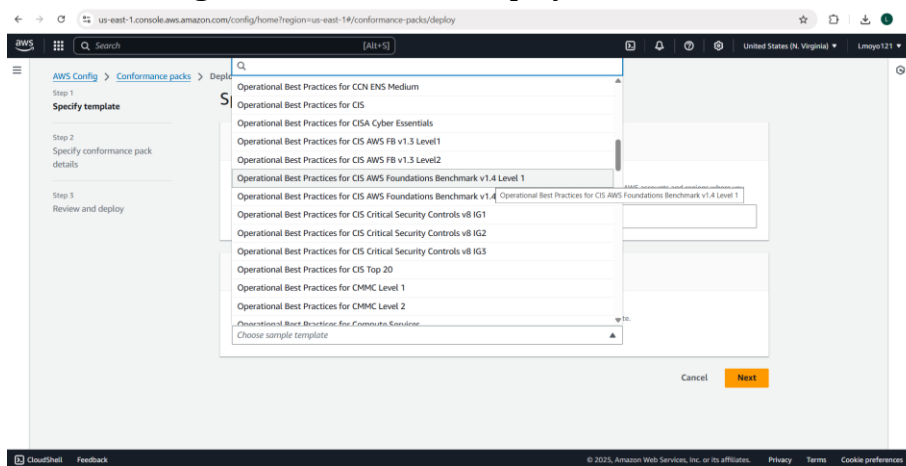 us-east-1.console.aws.amazon.com/config/home?region=us-east-1#/conformance-packs/deploy
aws
Search
[Alt+S]
United States (N. Virginia)
Lmoyo121
AWS Config > Conformance packs >
Step 1
Specify template
Step 2
Specify conformance pack
details
Step 3
Review and deploy
Operational Best Practices for CCN ENS Medium
Operational Best Practices for CIS
Operational Best Practices for CISA Cyber Essentials
Operational Best Practices for CIS AWS FB v1.3 Level1
Operational Best Practices for CIS AWS FB v1.3 Level2
Operational Best Practices for CIS AWS Foundations Benchmark v1.4 Level 1
Operational Best Practices for CIS AWS Foundations Benchmark v1.4
Operational Best Practices for CIS AWS Foundations Benchmark v1.4 Level 1
Operational Best Practices for CIS Critical Security Controls v8 IG1
Operational Best Practices for CIS Critical Security Controls v8 IG2
Operational Best Practices for CIS Critical Security Controls v8 IG3
Operational Best Practices for CIS Top 20
Operational Best Practices for CMMC Level 1
Operational Best Practices for CMMC Level 2
Operational Best Practices for Compute Services
Choose sample template
Cancel
Next
CloudShell
Feedback
© 2025, Amazon Web Services, Inc. or its affiliates.
Privacy
Terms
Cookie preferences